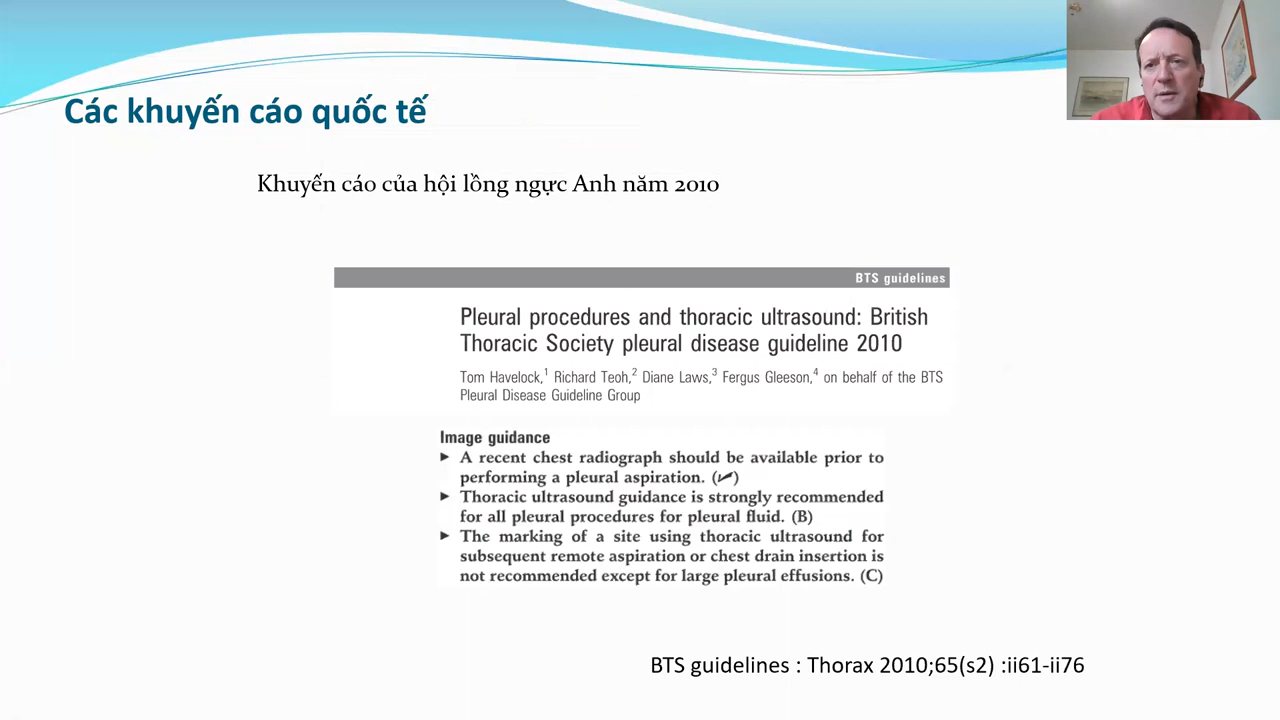 Các khuyến cáo quốc tế
Khuyến cáo của hội lồng ngực Anh năm 2010
BTS guidelines
Pleural procedures and thoracic ultrasound: British
Thoracic Society pleural disease guideline 2010
Tom Havelock,¹ Richard Teoh,² Diane Laws,³ Fergus Gleeson,⁴ on behalf of the BTS
Pleural Disease Guideline Group
Image guidance
► A recent chest radiograph should be available prior to
performing a pleural aspiration. (✓)
► Thoracic ultrasound guidance is strongly recommended
for all pleural procedures for pleural fluid. (B)
► The marking of a site using thoracic ultrasound for
subsequent remote aspiration or chest drain insertion is
not recommended except for large pleural effusions. (C)
BTS guidelines : Thorax 2010;65(s2) :ii61-ii76